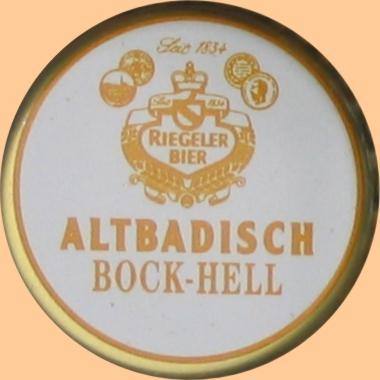 Seit 1834
Seit 1834
RIEGELER
BIER
ALTBADISCH
BOCK-HELL